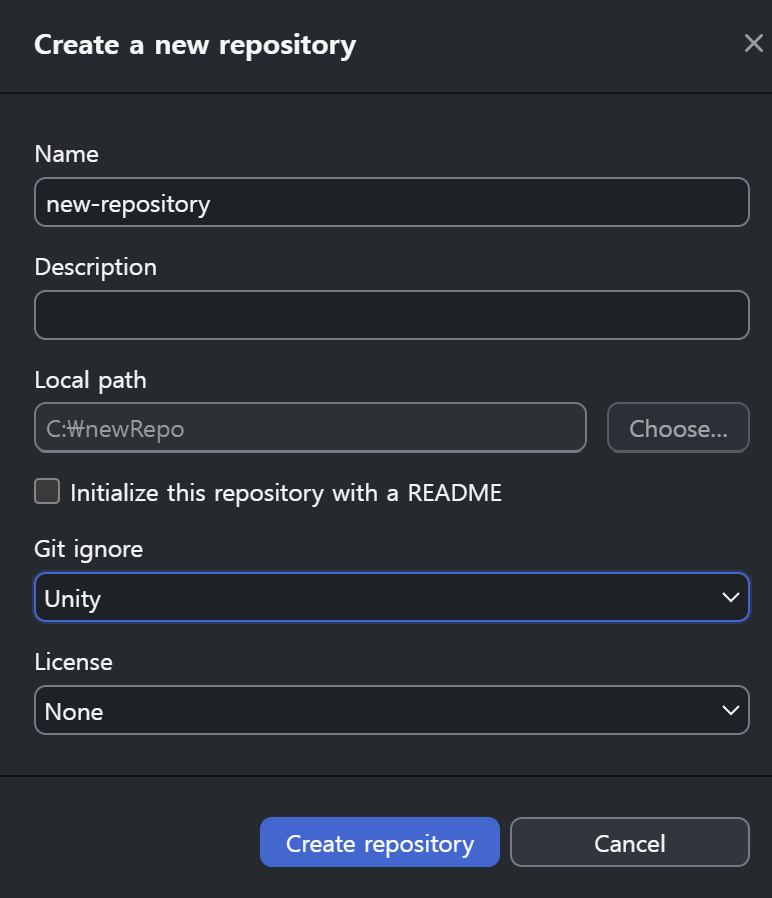 Create a new repository
Name
new-repository
Description
Local path
C:₩newRepo
Choose...
Initialize this repository with a README
Git ignore
Unity
License
None
Create repository
Cancel